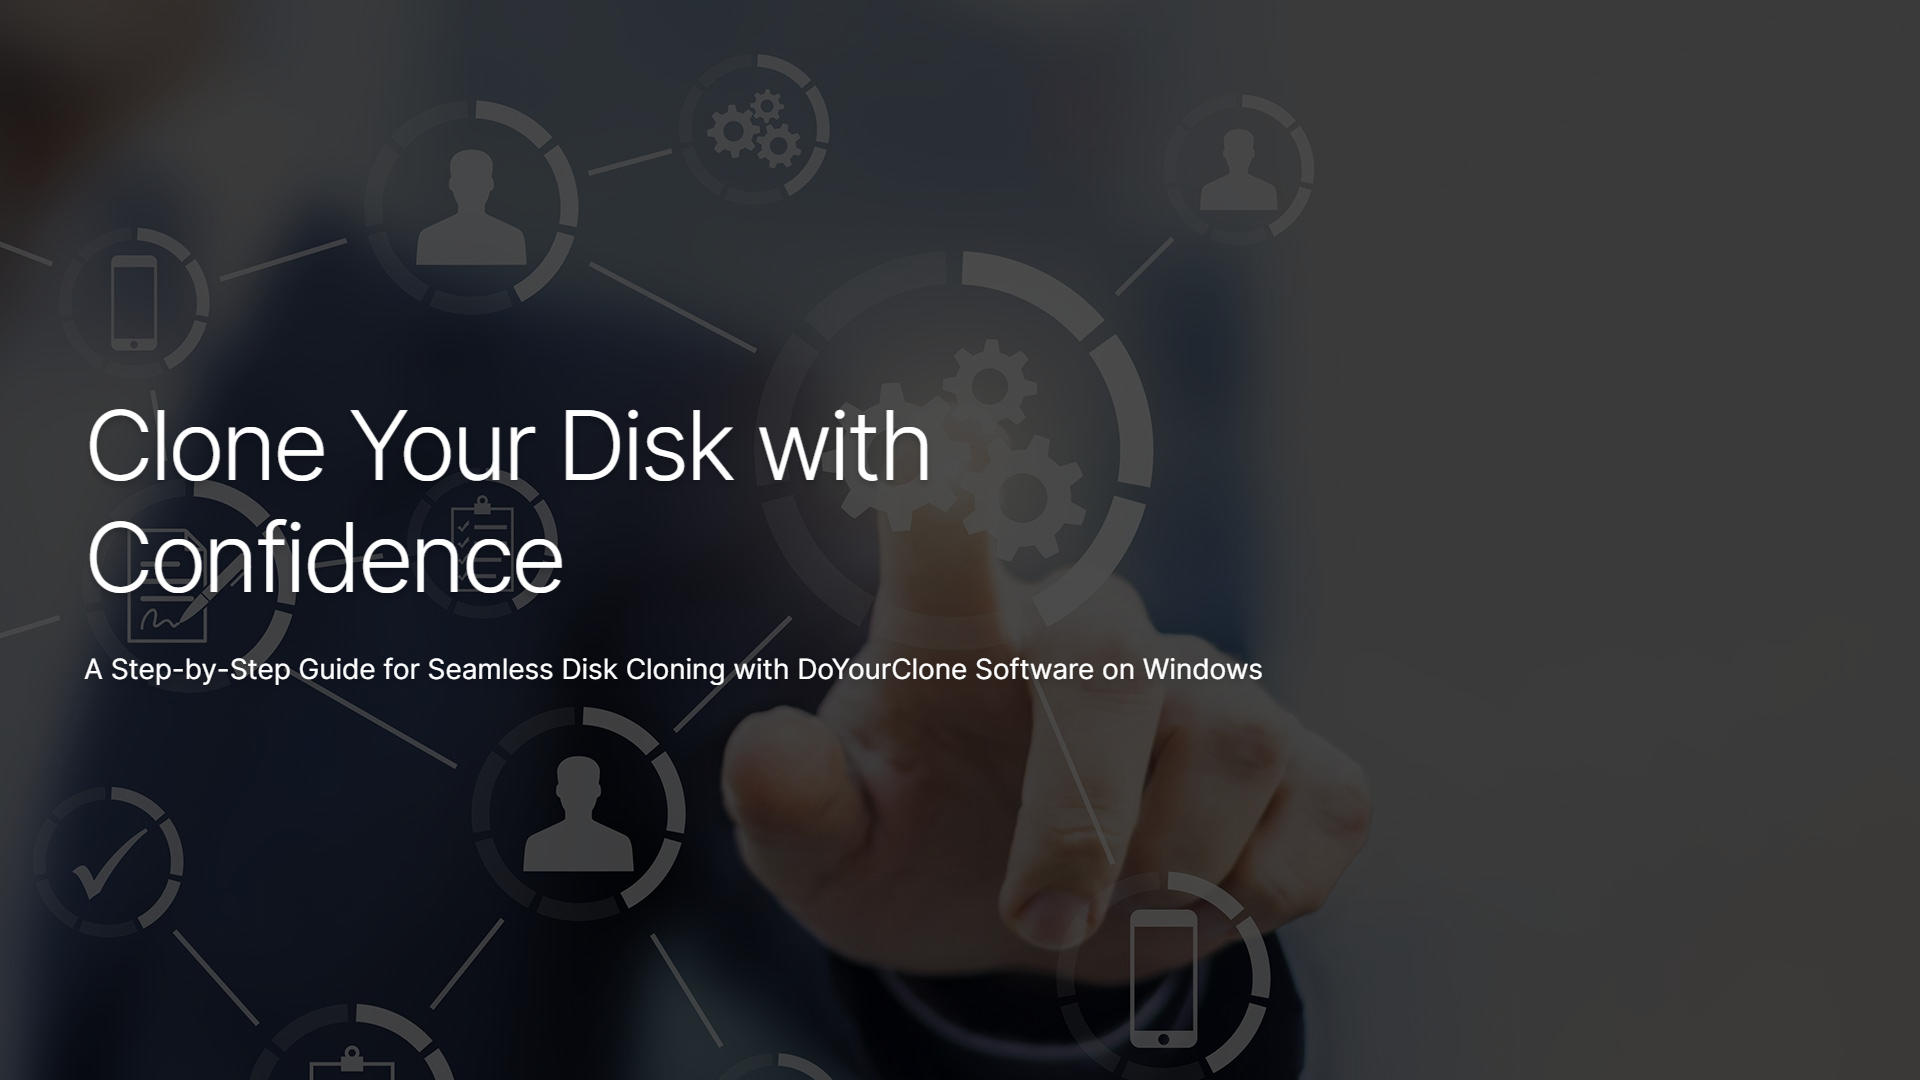 Clone Your Disk with
Confidence
A Step-by-Step Guide for Seamless Disk Cloning with DoYourClone Software on Windows